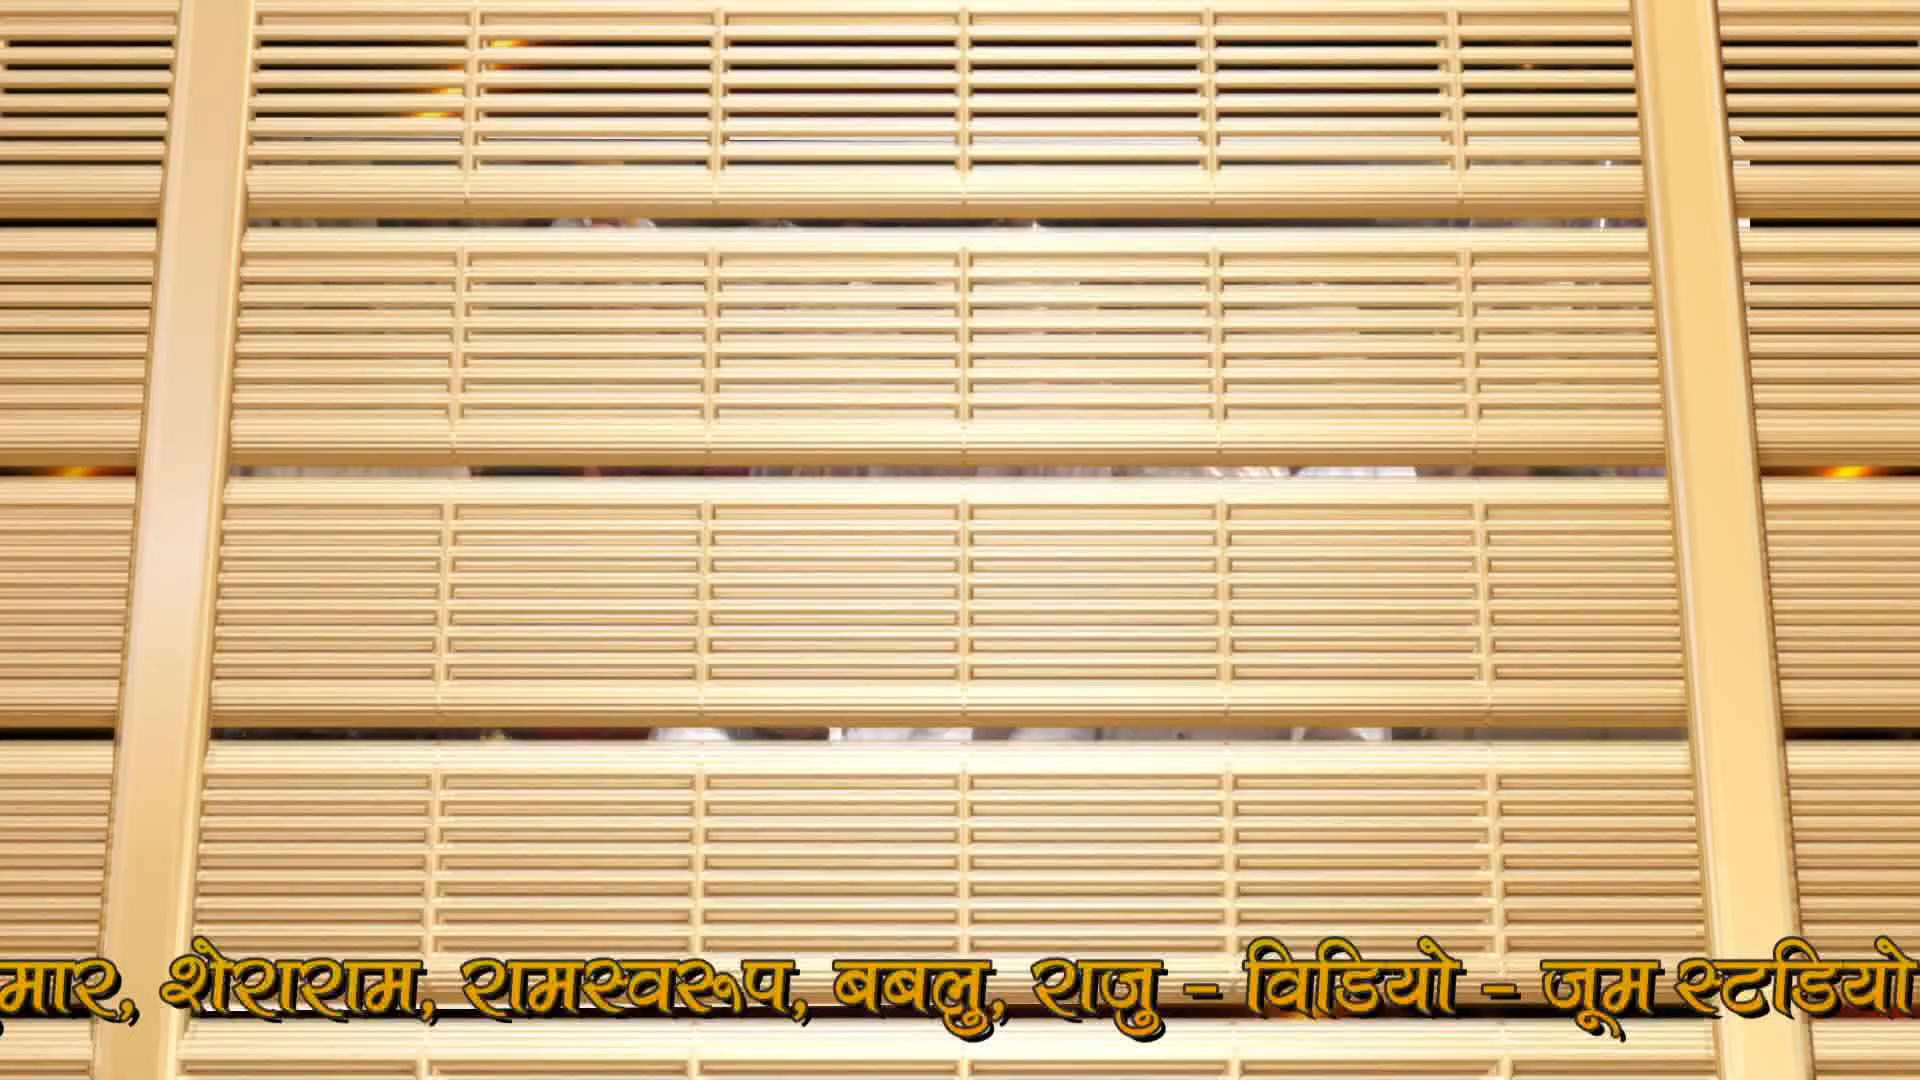 मार, शेराराम, रामस्वरूप, बबलु, राजु - विडियो - जूम स्टडियो